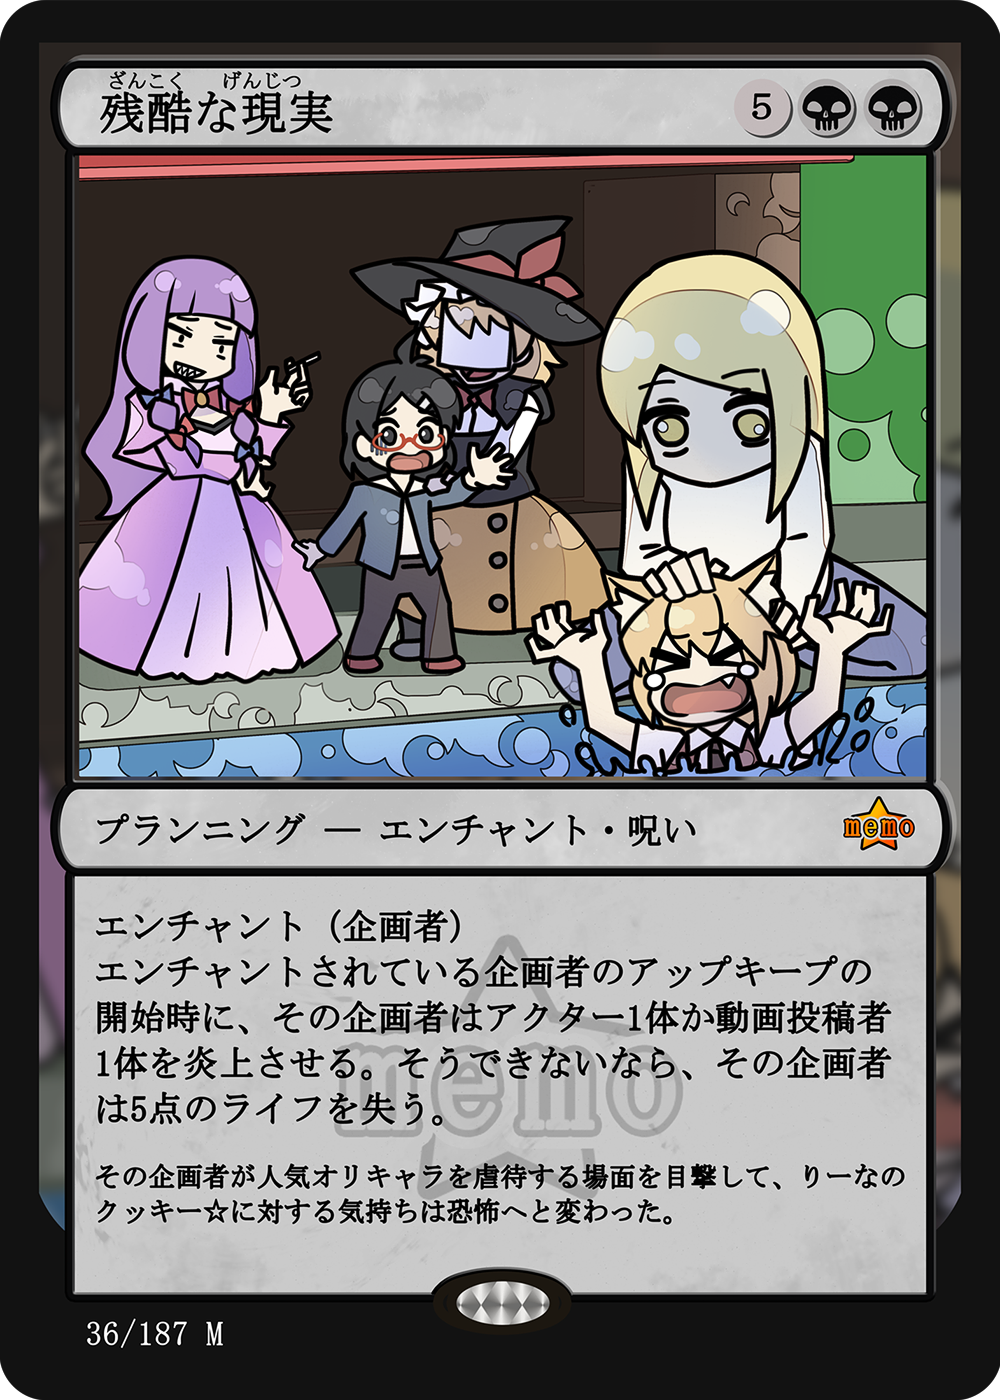 ざんこく げんじつ
残酷な現実 5
プランニング ― エンチャント・呪い memo
エンチャント（企画者）
エンチャントされている企画者のアップキープの
開始時に、その企画者はアクター1体か動画投稿者
1体を炎上させる。そうできないなら、その企画者
は5点のライフを失う。
memo
その企画者が人気オリキャラを虐待する場面を目撃して、りーなの
クッキー☆に対する気持ちは恐怖へと変わった。
36/187 M